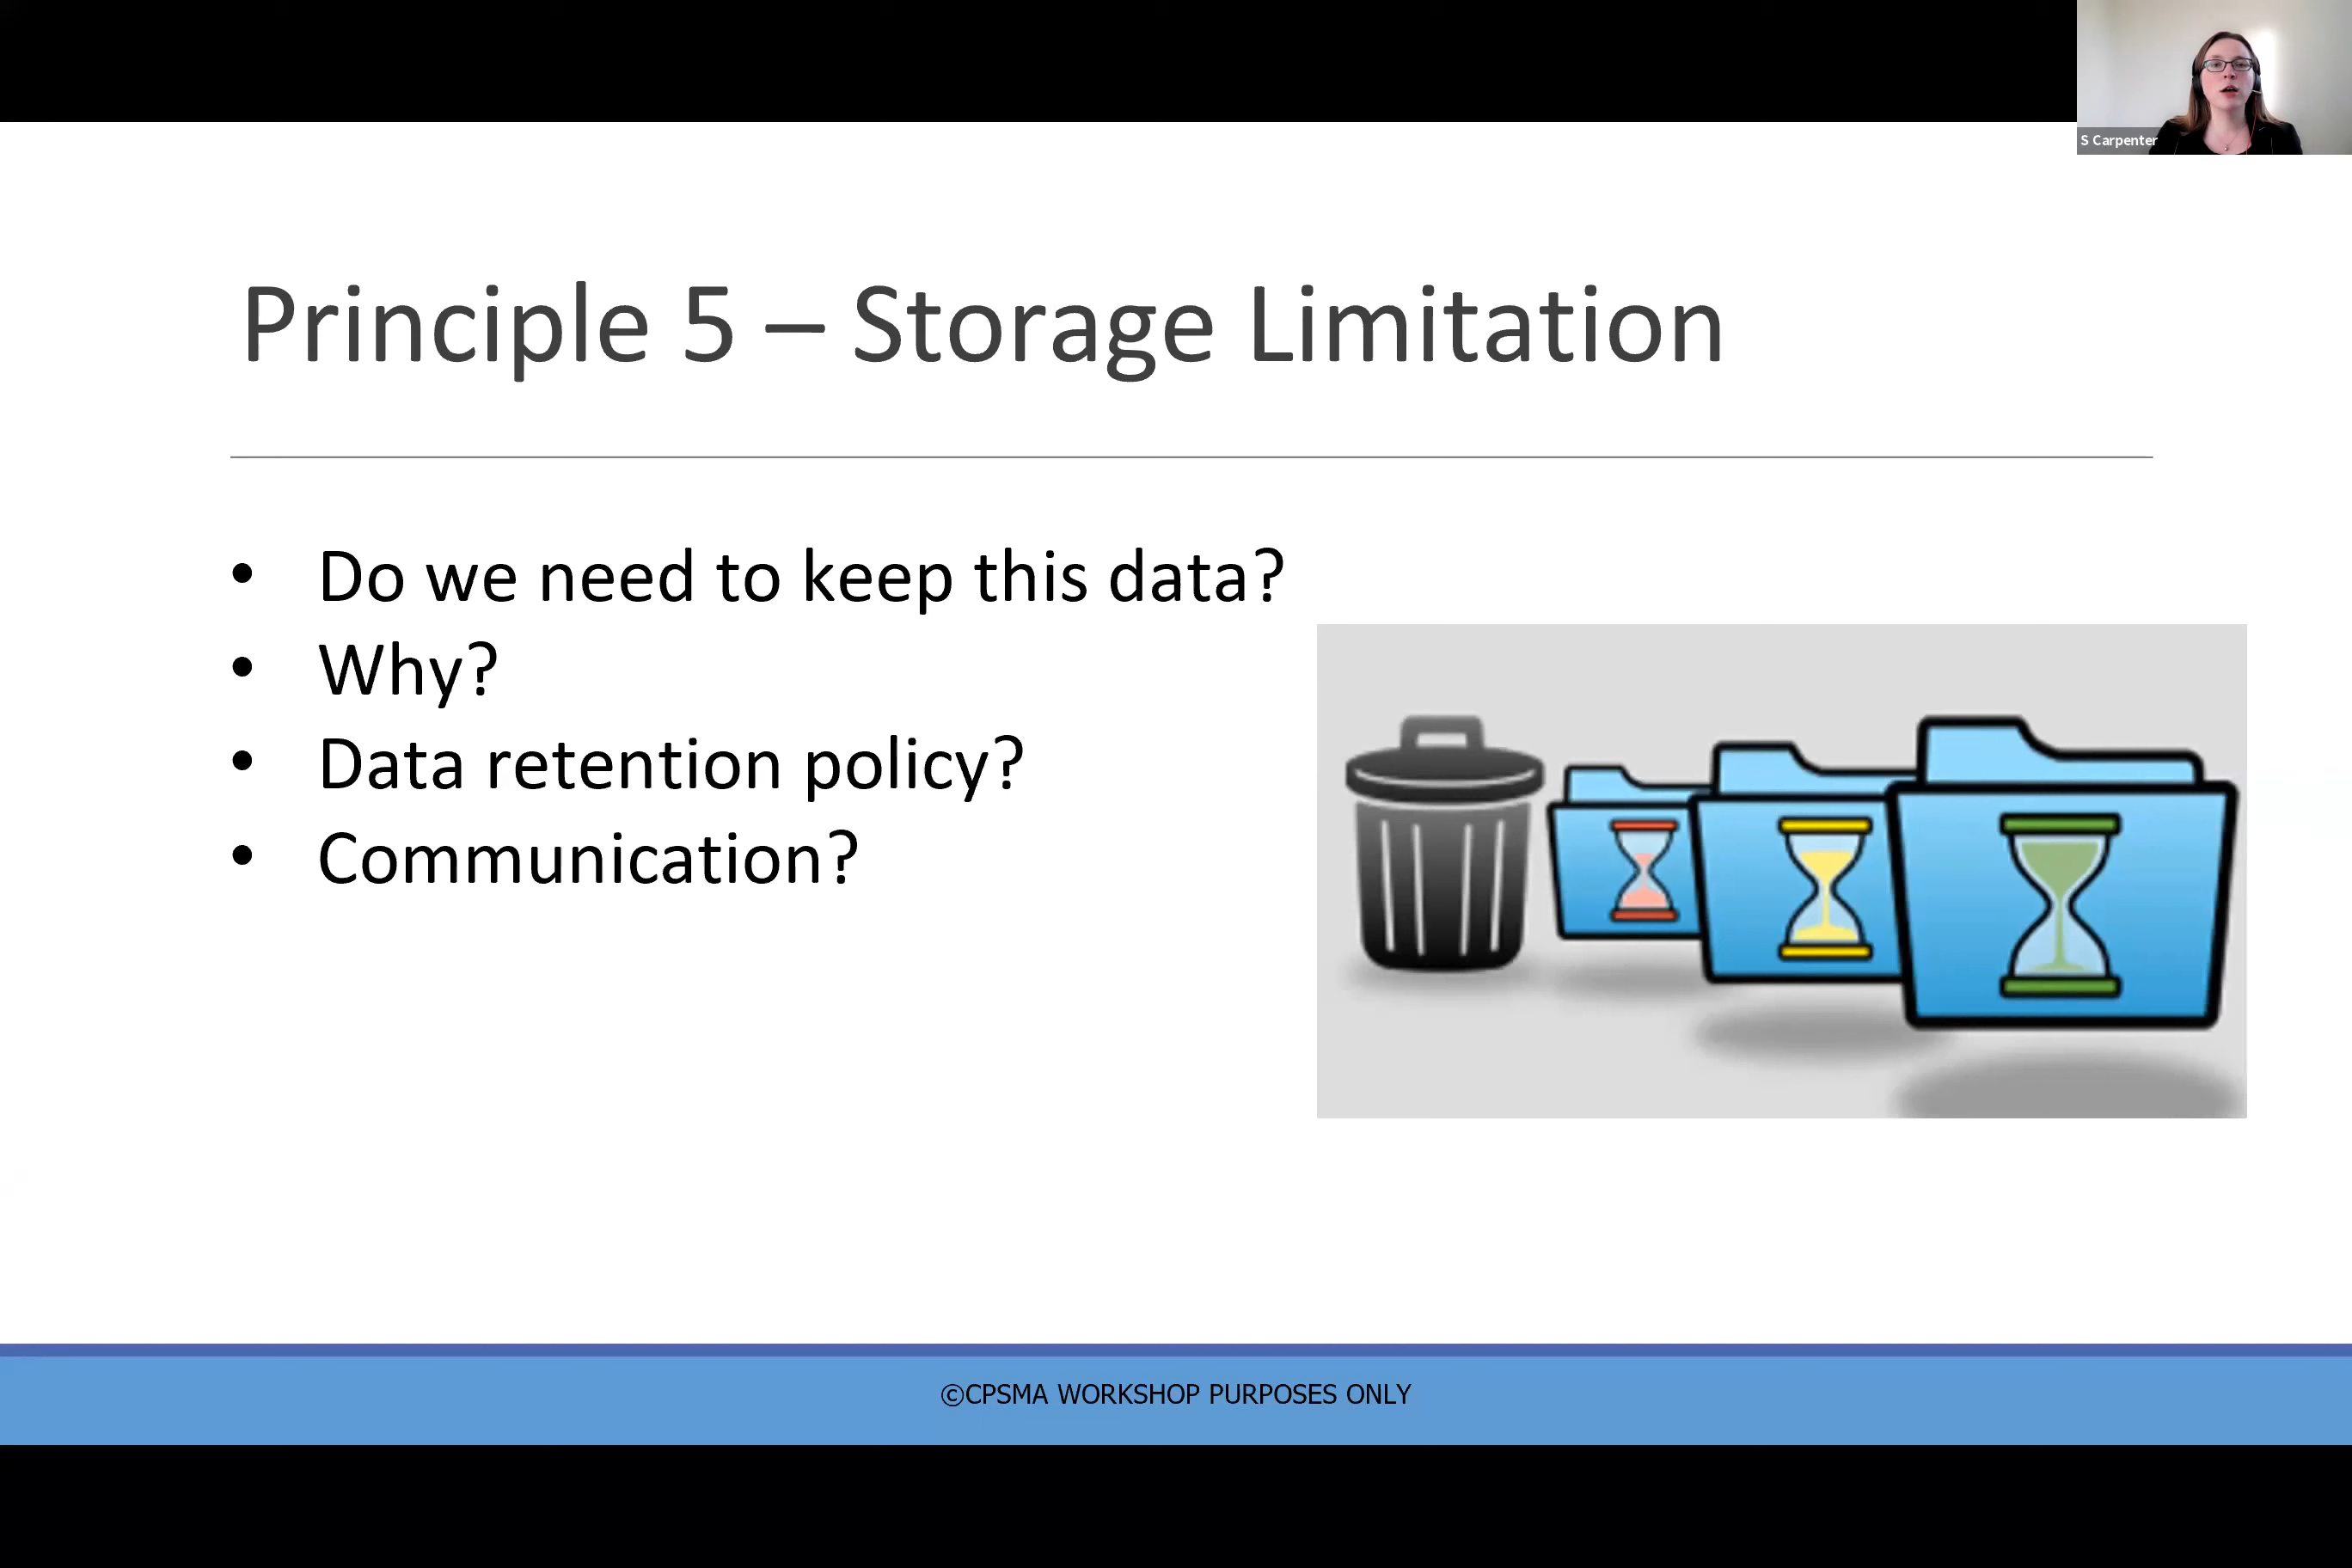 S Carpenter
Principle 5 – Storage Limitation
• Do we need to keep this data?
• Why?
• Data retention policy?
• Communication?
©CPSMA WORKSHOP PURPOSES ONLY